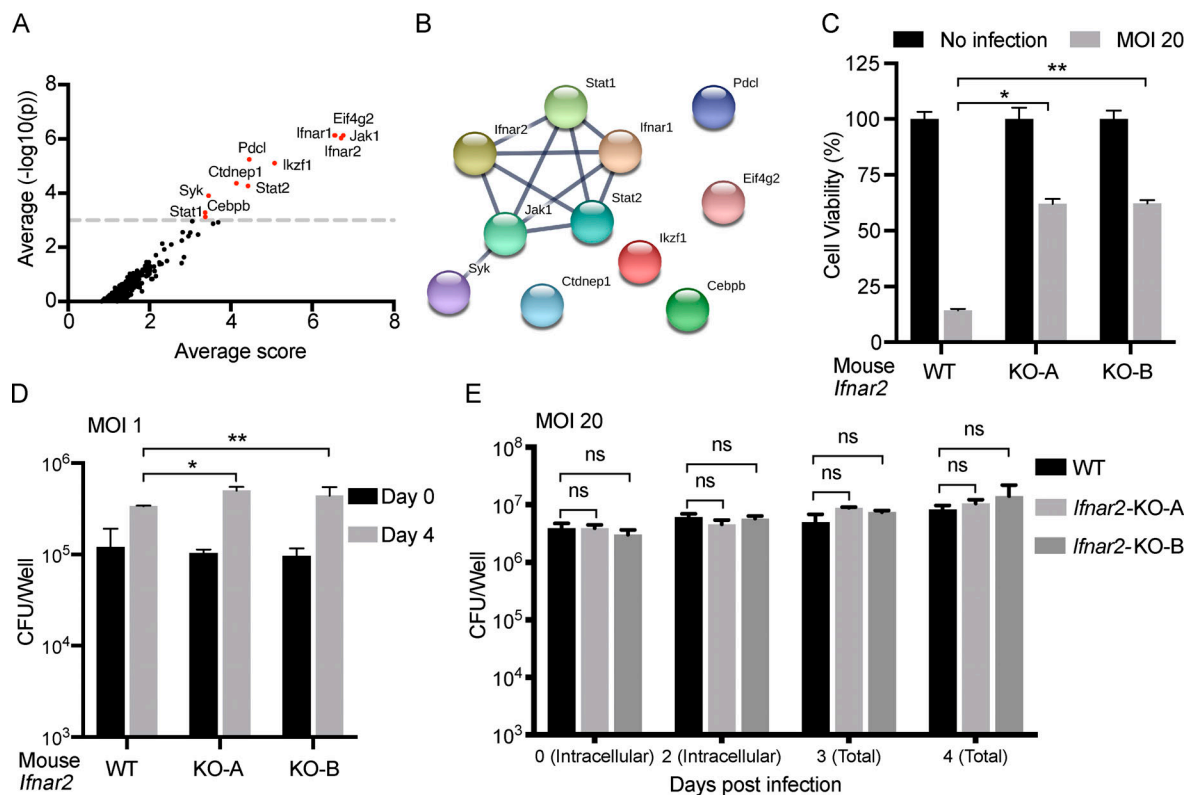 A
Average (-log10(p))
8
6
4
2
0
0 2 4 6 8
Average score
Eif4g2
Ifnar1
Jak1
Ifnar2
Pdcl
Ikzf1
Ctdnep1
Stat2
Syk
Cebpb
Stat1
B
Stat1
Pdcl
Ifnar2
Ifnar1
Eif4g2
Stat2
Jak1
Ikzf1
Syk
Ctdnep1
Cebpb
C
No infection MOI 20
Cell Viability (%)
125
100
75
50
25
0
**
*
Mouse
Ifnar2
WT KO-A KO-B
D
MOI 1
CFU/Well
10^6
10^5
10^4
10^3
**
*
Day 0
Day 4
Mouse
Ifnar2
WT KO-A KO-B
E
MOI 20
CFU/Well
10^8
10^7
10^6
10^5
10^4
10^3
ns ns ns ns
ns ns ns ns
WT
Ifnar2-KO-A
Ifnar2-KO-B
0 (Intracellular) 2 (Intracellular) 3 (Total) 4 (Total)
Days post infection